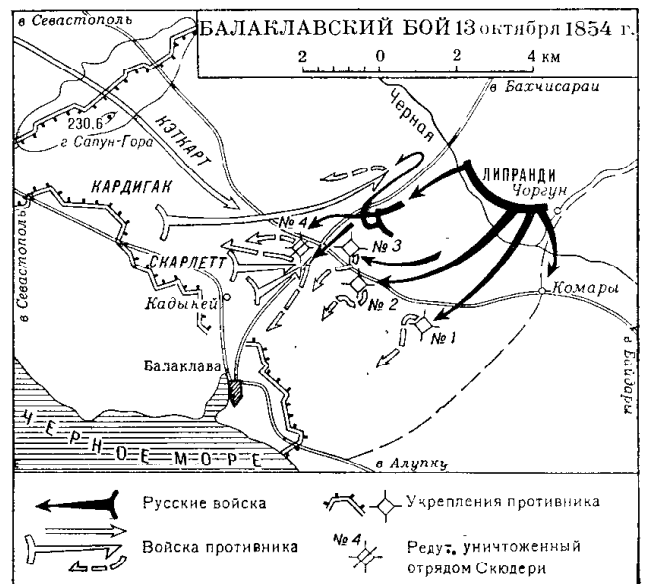 в Севастополь
БАЛАКЛАВСКИЙ БОЙ 13 октября 1854 г.
2 0 2 4 км
в Бахчисараи
Черная
230.6
г Сапун-Гора
КЭТКАРТ
ЛИПРАНДИ
Чоргун
КАРДИГАК
№ 4
№ 3
в Севастополь
СКАРЛЕТТ
Кадыкей
№ 2
Комары
№ 1
Балаклава
в Байдары
ЧЕРНОЕ МОРЕ
в Алупку
Русские войска
Укрепления противника
Войска противника
№ 4
Редут, уничтоженный
отрядом Скюдери